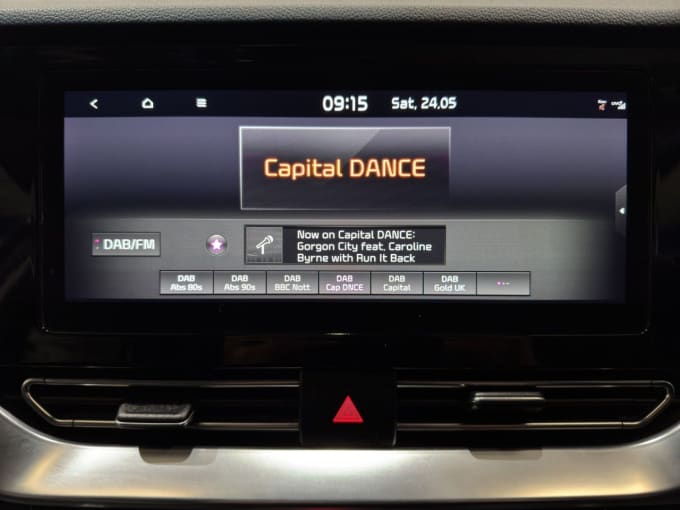 09:15 Sat, 24.05
Capital DANCE
DAB/FM
Now on Capital DANCE:
Gorgon City feat. Caroline
Byrne with Run It Back
DAB DAB DAB DAB DAB DAB
Abs 80s Abs 90s BBC Nott Cap DNCE Capital Gold UK